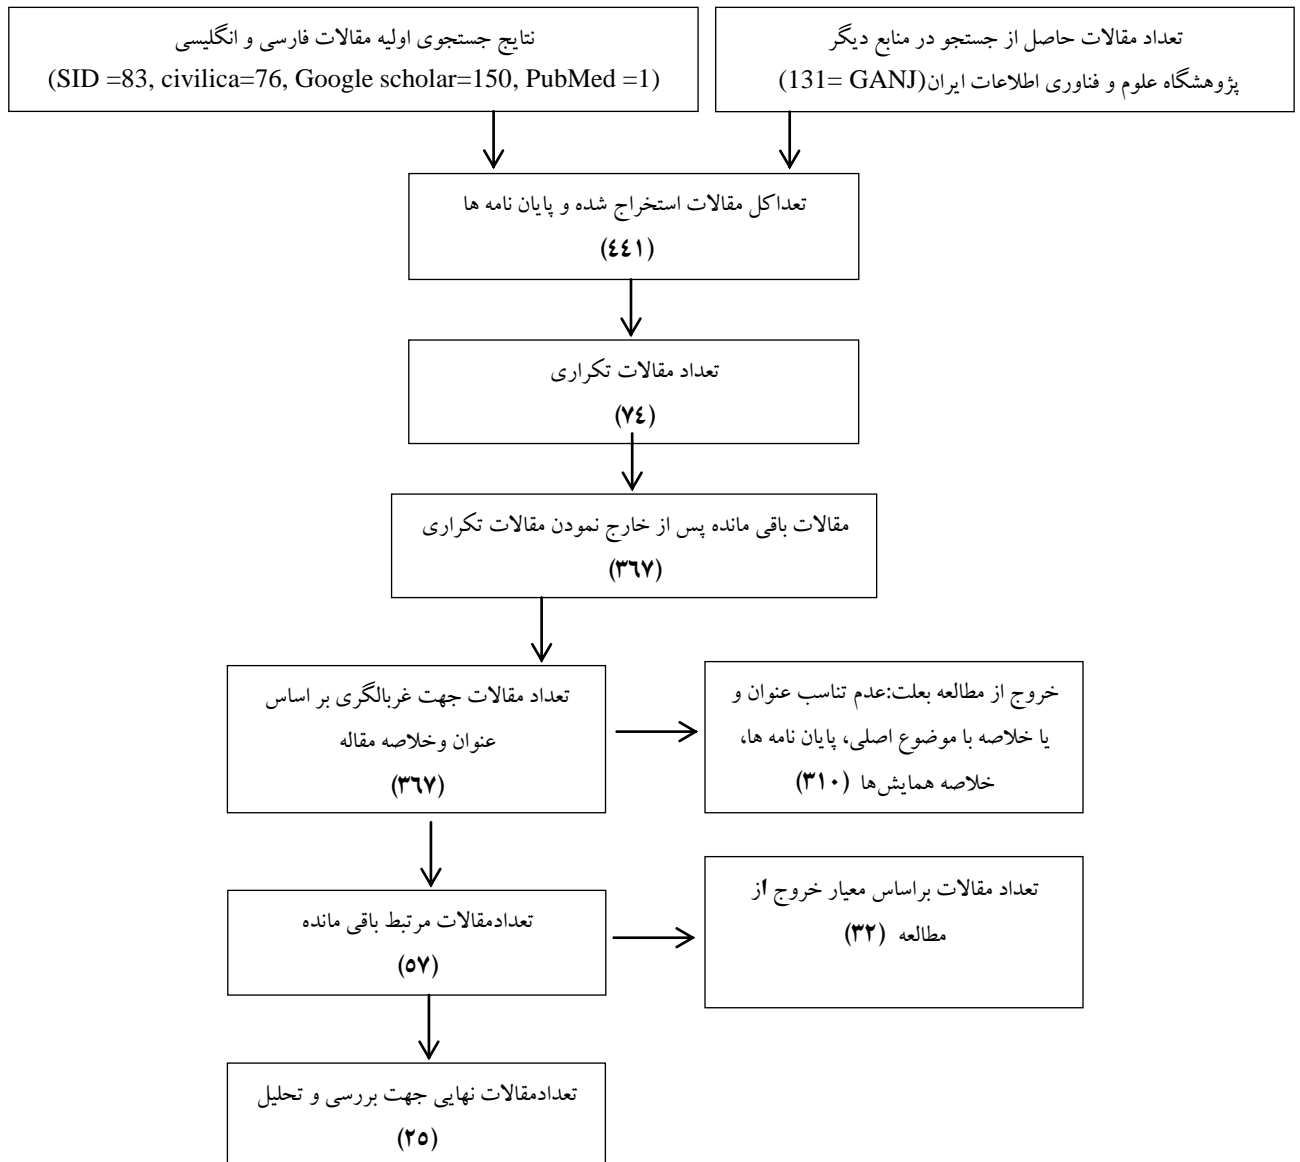 نتایج جستجوی اولیه مقالات فارسی و انگلیسی
(SID =83, civilica=76, Google scholar=150, PubMed =1)
تعداد مقالات حاصل از جستجو در منابع دیگر
پژوهشگاه علوم و فناوری اطلاعات ایران(GANJ =131)
تعداکل مقالات استخراج شده و پایان نامه ها
(٤٤١)
تعداد مقالات تکراری
(٧٤)
مقالات باقی مانده پس از خارج نمودن مقالات تکراری
(٣٦٧)
تعداد مقالات جهت غربالگری بر اساس
عنوان وخلاصه مقاله
(٣٦٧)
خروج از مطالعه بعلت:عدم تناسب عنوان و
یا خلاصه با موضوع اصلی، پایان نامه ها،
خلاصه همایش‌ها (٣١٠)
تعدادمقالات مرتبط باقی مانده
(٥٧)
تعداد مقالات براساس معیار خروج از
مطالعه (٣٢)
تعدادمقالات نهایی جهت بررسی و تحلیل
(٢٥)